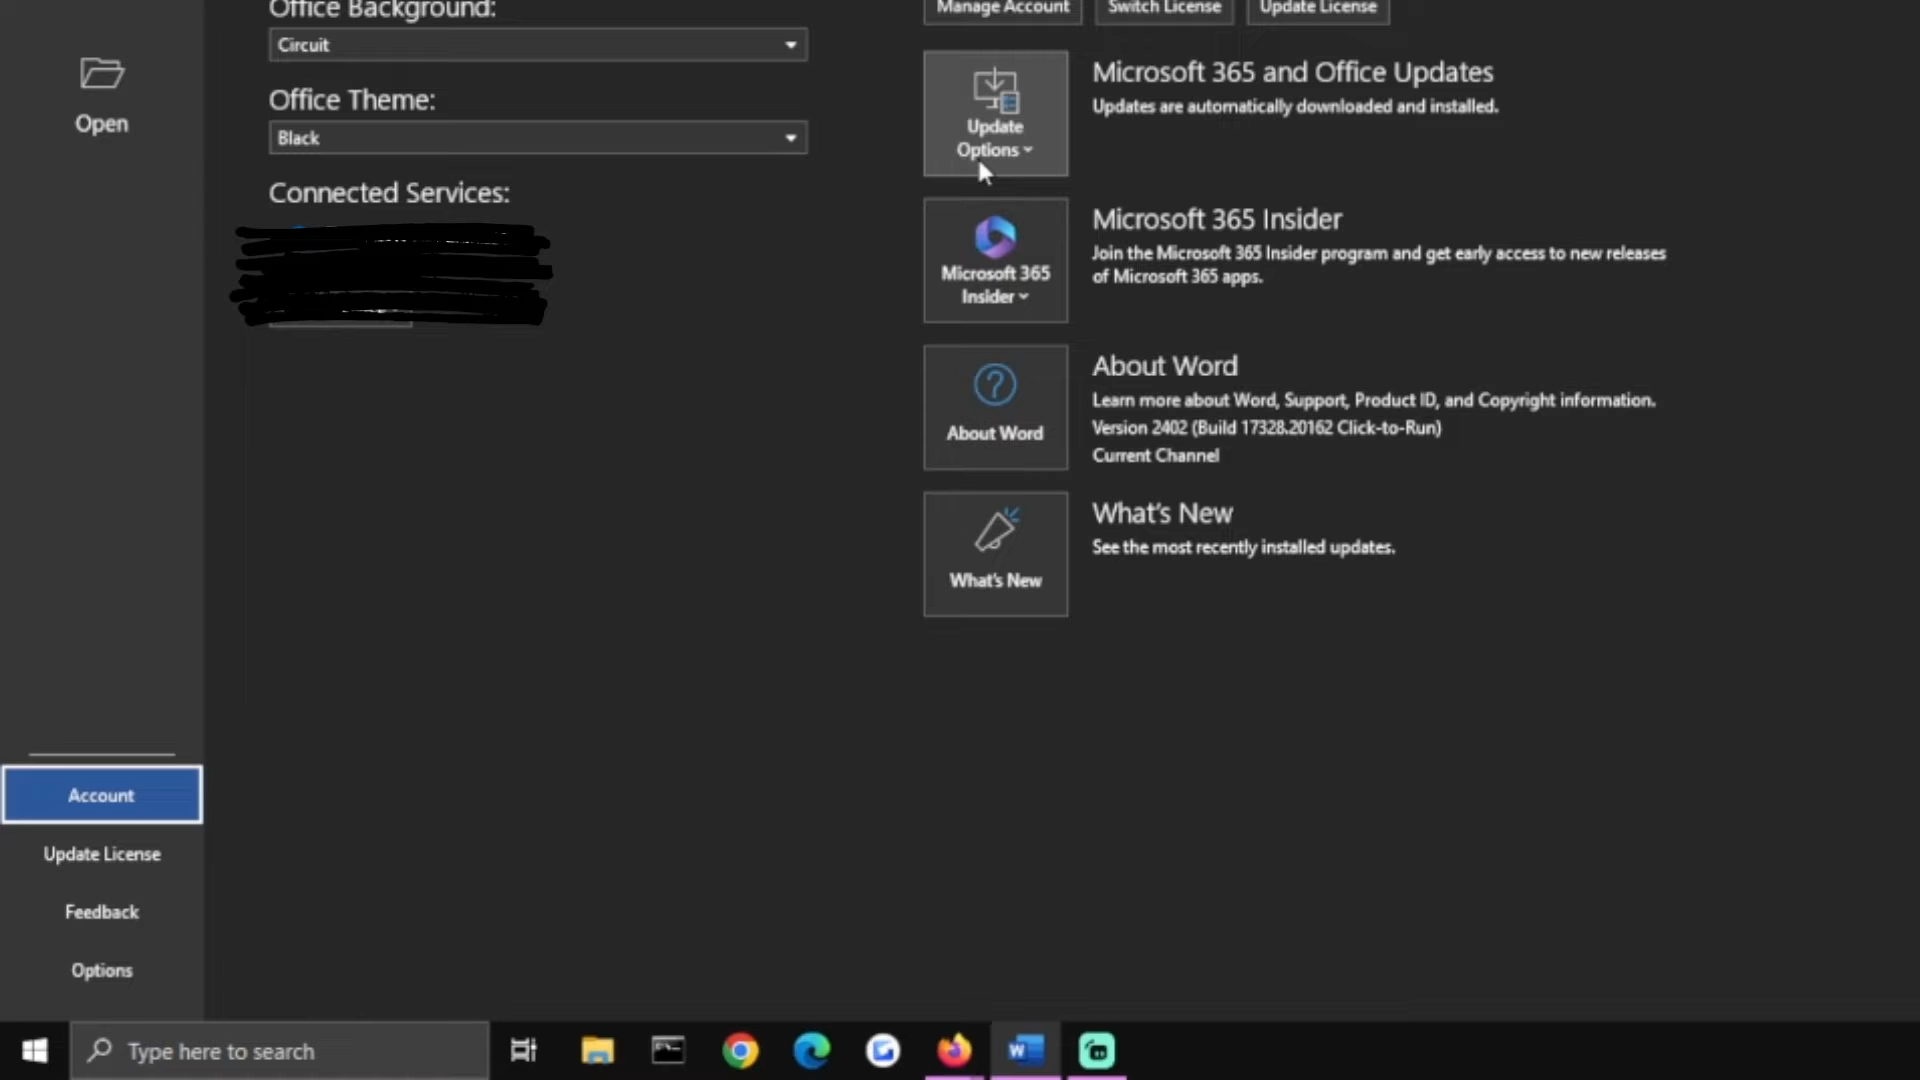 Office Background:
Circuit
Office Theme:
Black
Connected Services:
Open
Account
Update License
Feedback
Options
Manage Account
Switch License
Update License
Update
Options
Microsoft 365 and Office Updates
Updates are automatically downloaded and installed.
Microsoft 365
Insider
Microsoft 365 Insider
Join the Microsoft 365 Insider program and get early access to new releases
of Microsoft 365 apps.
About Word
About Word
Learn more about Word, Support, Product ID, and Copyright information.
Version 2402 (Build 17328.20162 Click-to-Run)
Current Channel
What's New
What's New
See the most recently installed updates.
Type here to search